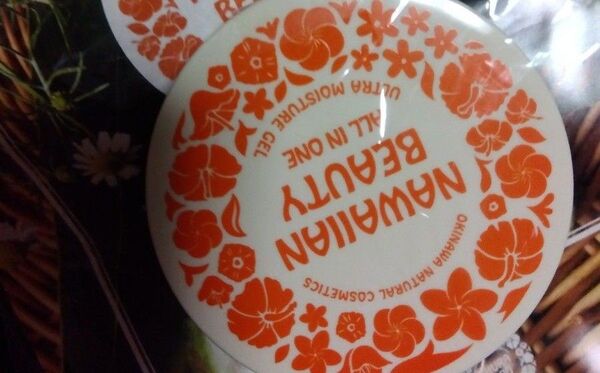 OKINAWA NATURAL COSMETICS
NAWAIIAN
BEAUTY
ALL IN ONE
ULTRA MOISTURE GEL